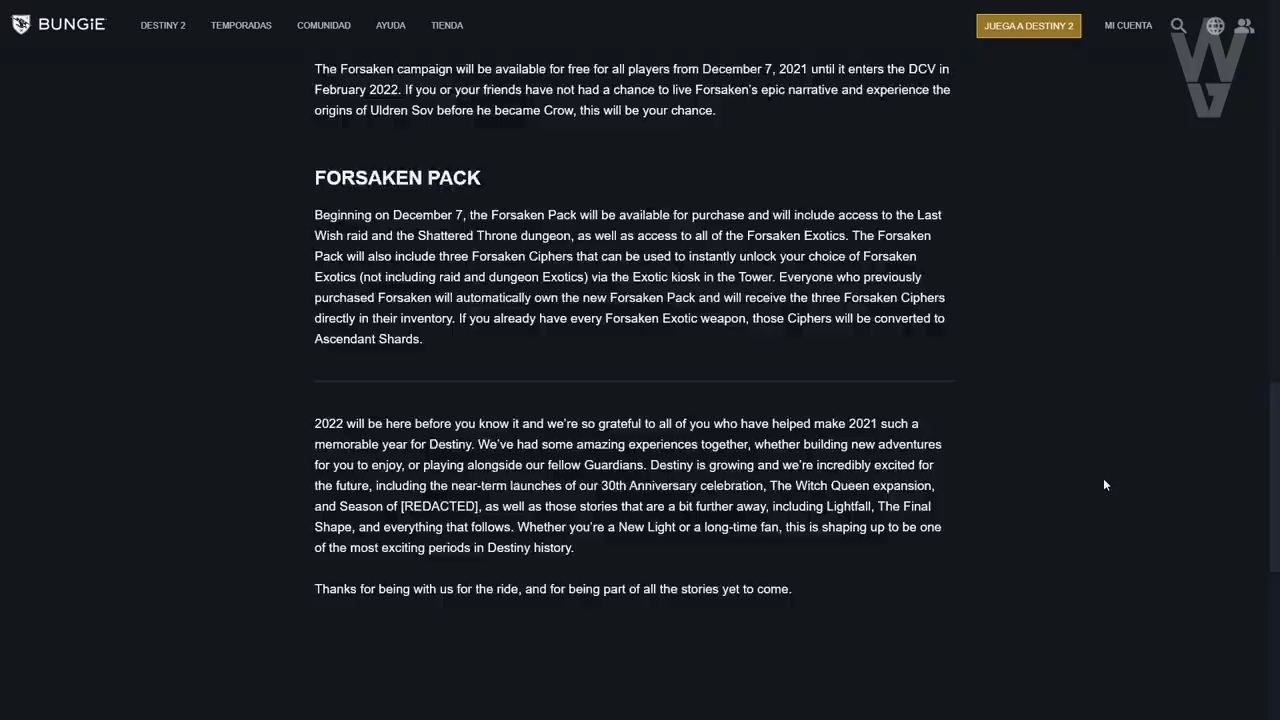 BUNGiE DESTINY 2 TEMPORADAS COMUNIDAD AYUDA TIENDA JUEGA A DESTINY 2 MI CUENTA
WG
The Forsaken campaign will be available for free for all players from December 7, 2021 until it enters the DCV in
February 2022. If you or your friends have not had a chance to live Forsaken's epic narrative and experience the
origins of Uldren Sov before he became Crow, this will be your chance.
FORSAKEN PACK
Beginning on December 7, the Forsaken Pack will be available for purchase and will include access to the Last
Wish raid and the Shattered Throne dungeon, as well as access to all of the Forsaken Exotics. The Forsaken
Pack will also include three Forsaken Ciphers that can be used to instantly unlock your choice of Forsaken
Exotics (not including raid and dungeon Exotics) via the Exotic kiosk in the Tower. Everyone who previously
purchased Forsaken will automatically own the new Forsaken Pack and will receive the three Forsaken Ciphers
directly in their inventory. If you already have every Forsaken Exotic weapon, those Ciphers will be converted to
Ascendant Shards.
2022 will be here before you know it and we're so grateful to all of you who have helped make 2021 such a
memorable year for Destiny. We've had some amazing experiences together, whether building new adventures
for you to enjoy, or playing alongside our fellow Guardians. Destiny is growing and we're incredibly excited for
the future, including the near-term launches of our 30th Anniversary celebration, The Witch Queen expansion,
and Season of [REDACTED], as well as those stories that are a bit further away, including Lightfall, The Final
Shape, and everything that follows. Whether you're a New Light or a long-time fan, this is shaping up to be one
of the most exciting periods in Destiny history.
Thanks for being with us for the ride, and for being part of all the stories yet to come.